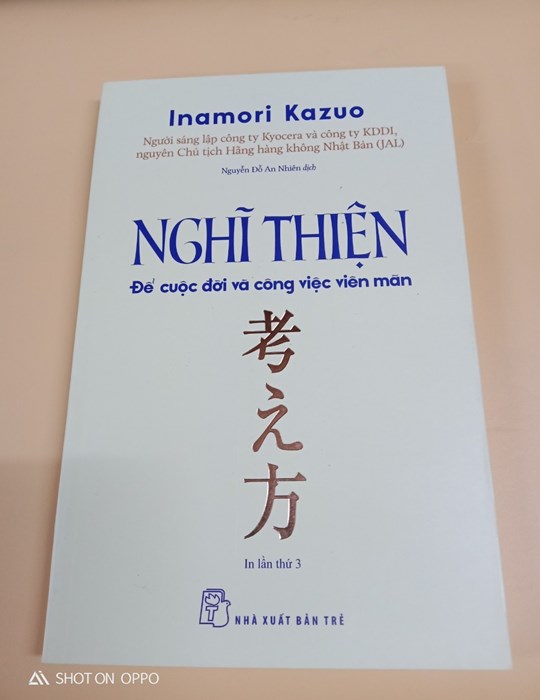 Inamori Kazuo
Người sáng lập công ty Kyocera và công ty KDDI,
nguyên Chủ tịch Hãng hàng không Nhật Bản (JAL)
Nguyễn Đỗ An Nhiên dịch
NGHĨ THIỆN
Để cuộc đời và công việc viên mãn
考え方
In lần thứ 3
T
NHÀ XUẤT BẢN TRẺ
SHOT ON OPPO